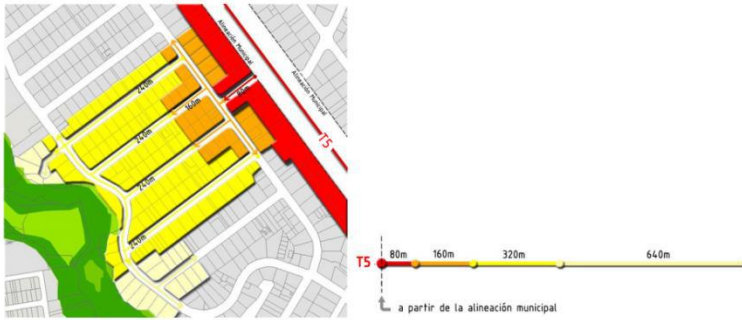 Alineación Municipal
Alineación Municipal
240m
160m
80m
240m
T5
240m
240m
T5
80m
160m
320m
640m
a partir de la alineación municipal